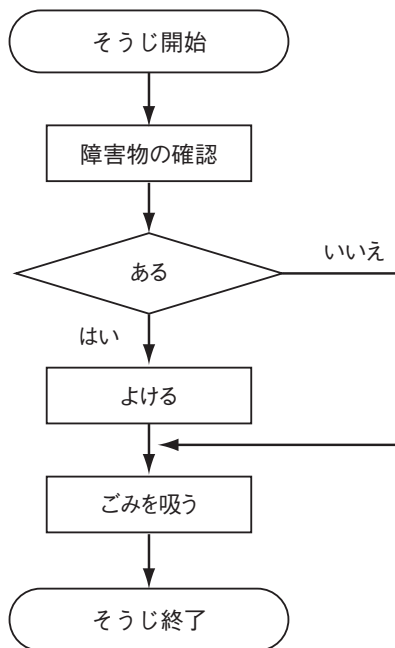 そうじ開始
障害物の確認
ある
いいえ
はい
よける
ごみを吸う
そうじ終了